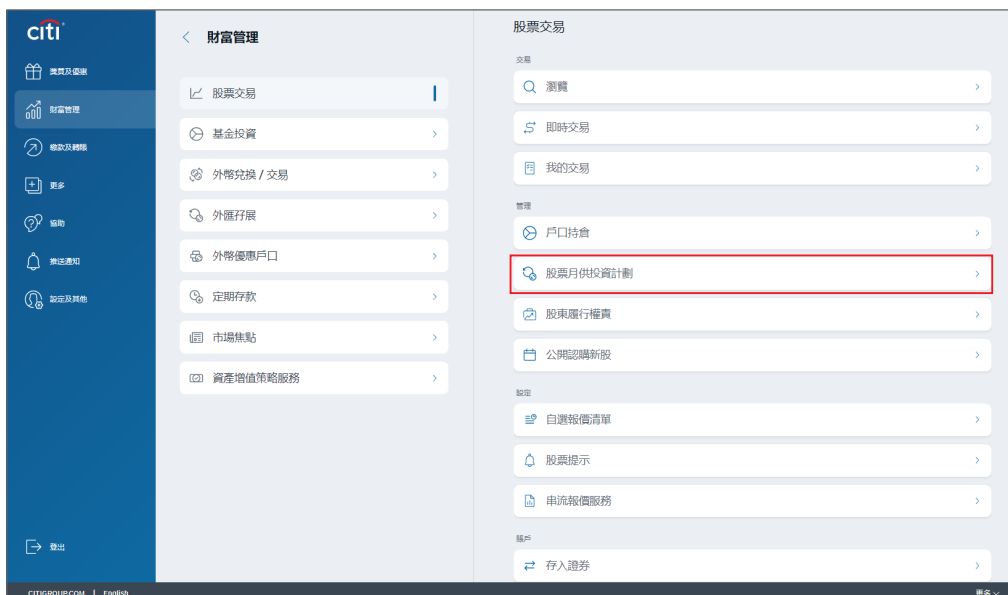 citi
獎賞及優惠
財富管理
繳款及轉賬
更多
協助
推送通知
設定及其他
登出
財富管理
股票交易
基金投資
外幣兌換 / 交易
外匯孖展
外幣優惠戶口
定期存款
市場焦點
資產增值策略服務
股票交易
交易
瀏覽
即時交易
我的交易
管理
戶口持倉
股票月供投資計劃
股東履行權責
公開認購新股
設定
自選報價清單
股票提示
串流報價服務
賬戶
存入證券
CITIGROUP.COM | English
更多